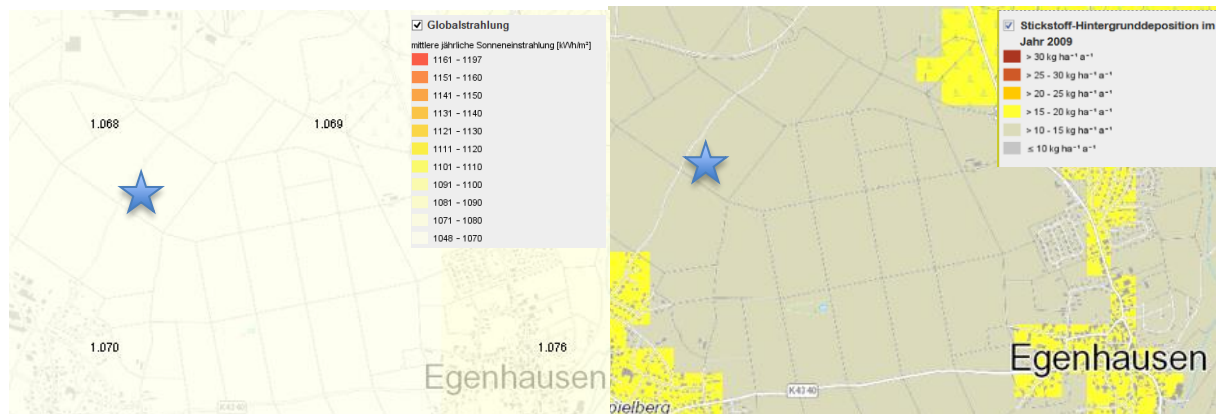 Globalstrahlung
mittlere jährliche Sonneneinstrahlung [kWh/m²]
1161 - 1197
1151 - 1160
1141 - 1150
1131 - 1140
1121 - 1130
1111 - 1120
1101 - 1110
1091 - 1100
1081 - 1090
1071 - 1080
1048 - 1070
1.068
1.069
1.070
1.076
Egenhausen
K4340
Stickstoff-Hintergrunddeposition im
Jahr 2009
> 30 kg ha⁻¹ a⁻¹
> 25 - 30 kg ha⁻¹ a⁻¹
> 20 - 25 kg ha⁻¹ a⁻¹
> 15 - 20 kg ha⁻¹ a⁻¹
> 10 - 15 kg ha⁻¹ a⁻¹
≤ 10 kg ha⁻¹ a⁻¹
Egenhausen
K4340
pielberg